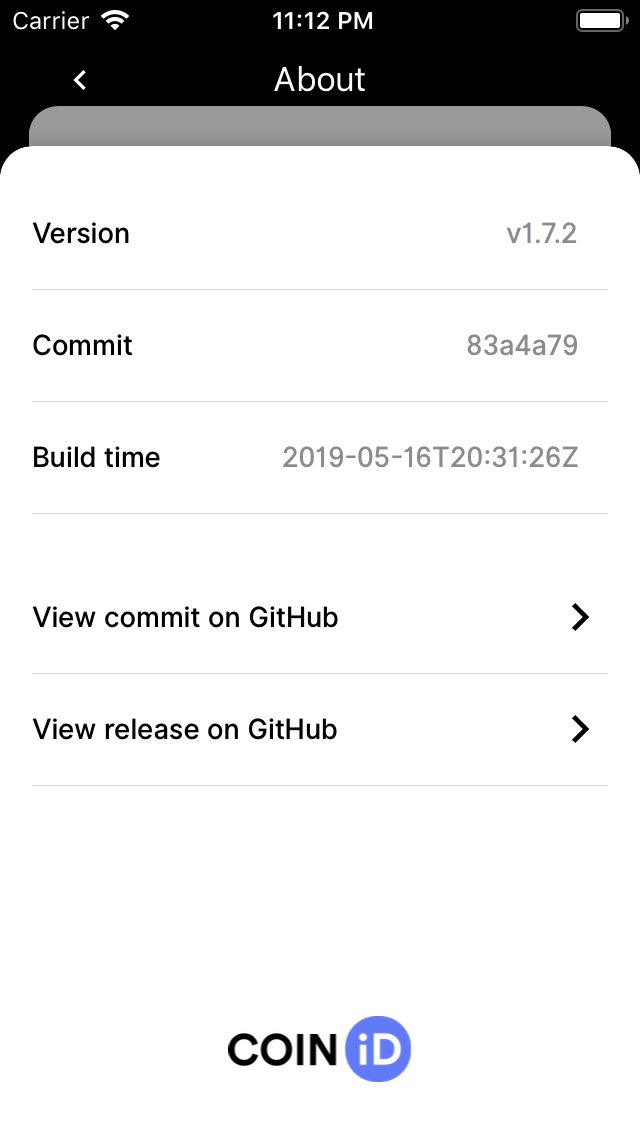 Carrier 11:12 PM
About
Version v1.7.2
Commit 83a4a79
Build time 2019-05-16T20:31:26Z
View commit on GitHub
View release on GitHub
COIN iD